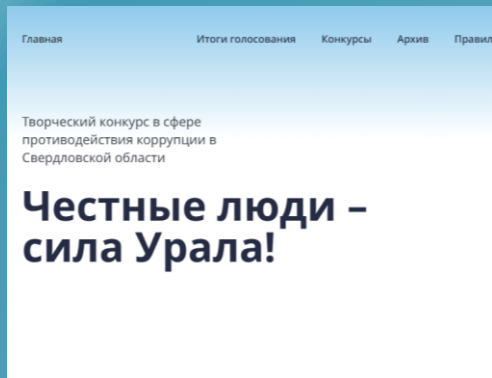 Главная Итоги голосования Конкурсы Архив
Творческий конкурс в сфере
противодействия коррупции в
Свердловской области
Честные люди –
сила Урала!